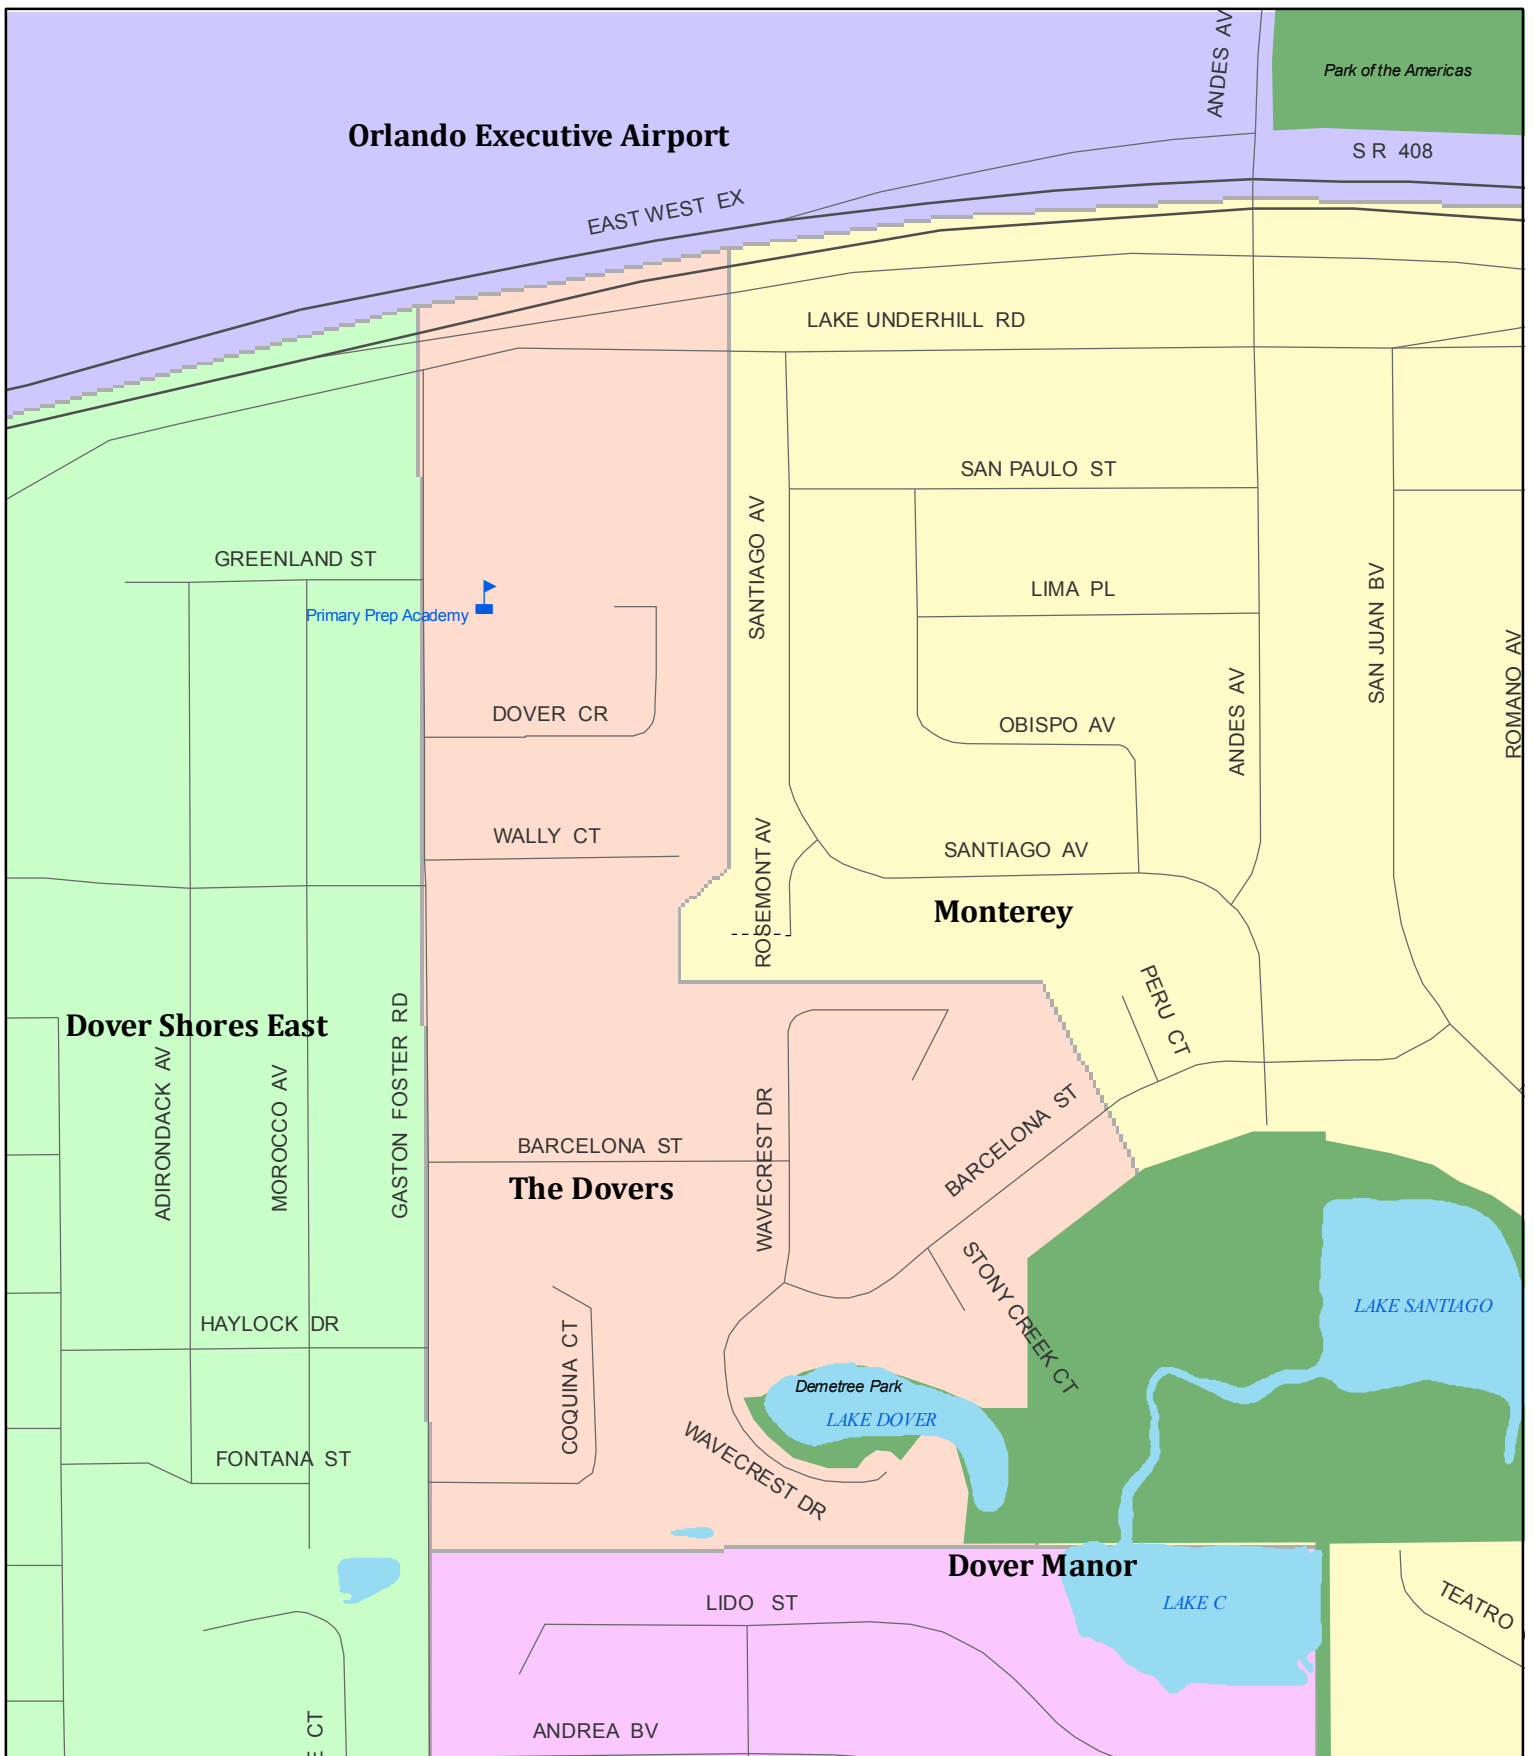 ANDES AV
Park of the Americas
Orlando Executive Airport
S R 408
EAST WEST EX
LAKE UNDERHILL RD
SAN PAULO ST
SANTIAGO AV
GREENLAND ST
LIMA PL
SAN JUAN BV
Primary Prep Academy
ROMANO AV
DOVER CR
OBISPO AV
ANDES AV
WALLY CT
SANTIAGO AV
ROSEMONT AV
Monterey
PERU CT
Dover Shores East
GASTON FOSTER RD
ADIRONDACK AV
MOROCCO AV
WAVECREST DR
BARCELONA ST
BARCELONA ST
The Dovers
STONY CREEK CT
LAKE SANTIAGO
HAYLOCK DR
COQUINA CT
Demetree Park
LAKE DOVER
FONTANA ST
WAVECREST DR
Dover Manor
LIDO ST
LAKE C
TEATRO
E CT
ANDREA BV